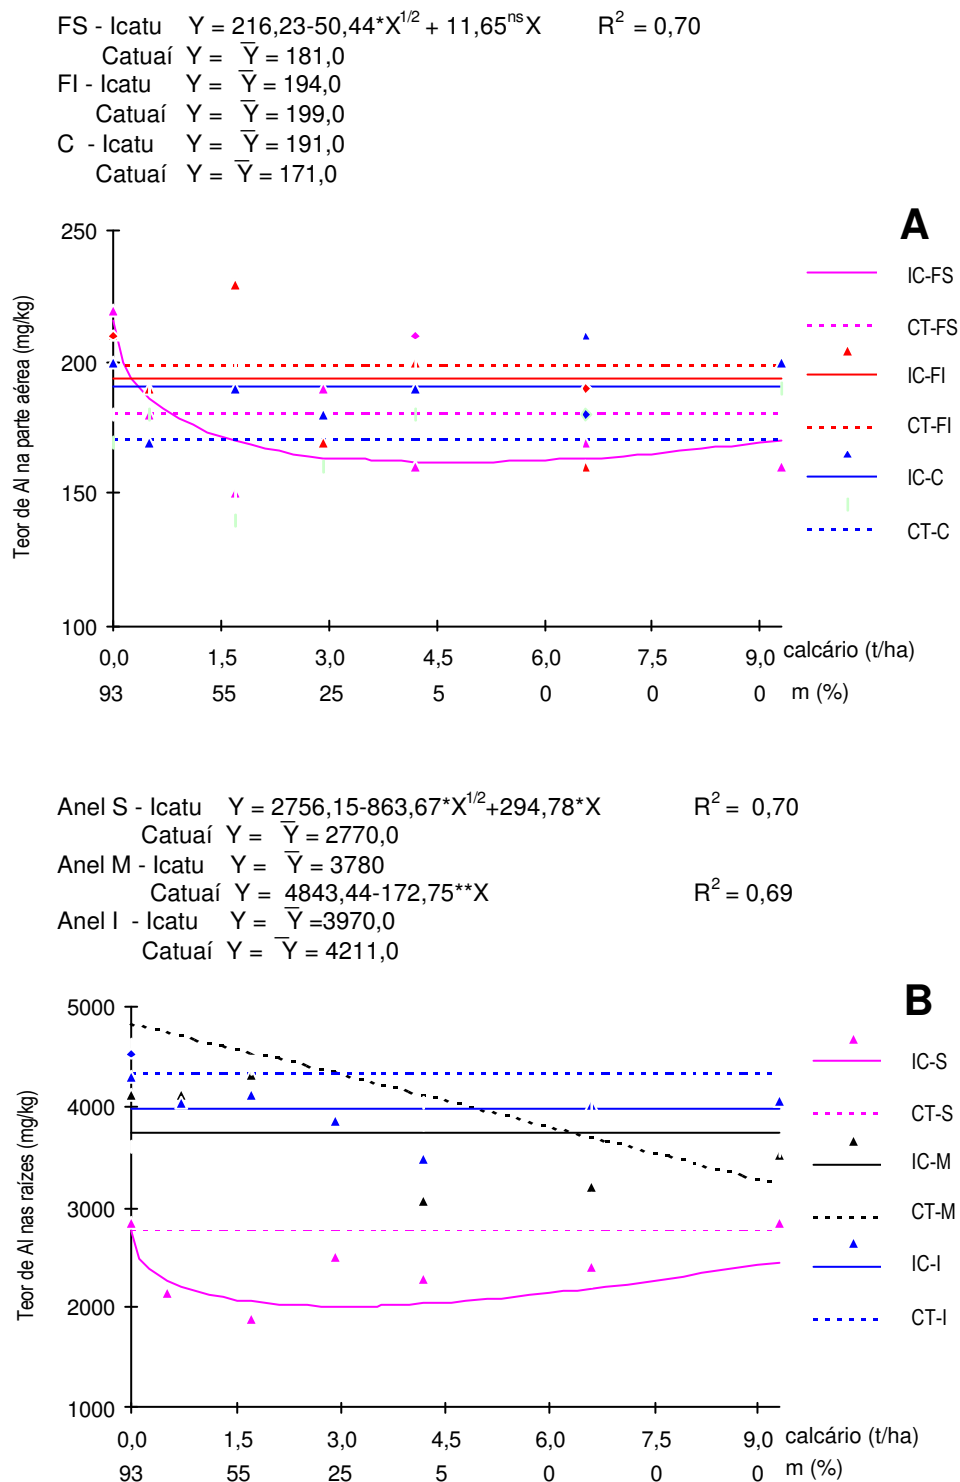 FS - Icatu Y = 216,23-50,44*X^1/2 + 11,65^ns X R² = 0,70
Catuaí Y = Y̅ = 181,0
FI - Icatu Y = Y̅ = 194,0
Catuaí Y = Y̅ = 199,0
C - Icatu Y = Y̅ = 191,0
Catuaí Y = Y̅ = 171,0
A
250
200
150
100
Teor de Al na parte aérea (mg/kg)
IC-FS
CT-FS
IC-FI
CT-FI
IC-C
CT-C
0,0 1,5 3,0 4,5 6,0 7,5 9,0 calcário (t/ha)
93 55 25 5 0 0 0 m (%)
Anel S - Icatu Y = 2756,15-863,67*X^1/2+294,78*X R² = 0,70
Catuaí Y = Y̅ = 2770,0
Anel M - Icatu Y = Y̅ = 3780
Catuaí Y = 4843,44-172,75**X R² = 0,69
Anel I - Icatu Y = Y̅ =3970,0
Catuaí Y = Y̅ = 4211,0
B
5000
4000
3000
2000
1000
Teor de Al nas raízes (mg/kg)
IC-S
CT-S
IC-M
CT-M
IC-I
CT-I
0,0 1,5 3,0 4,5 6,0 7,5 9,0 calcário (t/ha)
93 55 25 5 0 0 0 m (%)